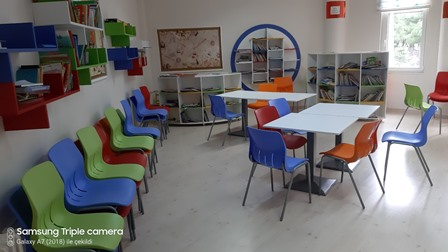 Samsung Triple camera
Galaxy A7 (2018) ile çekildi